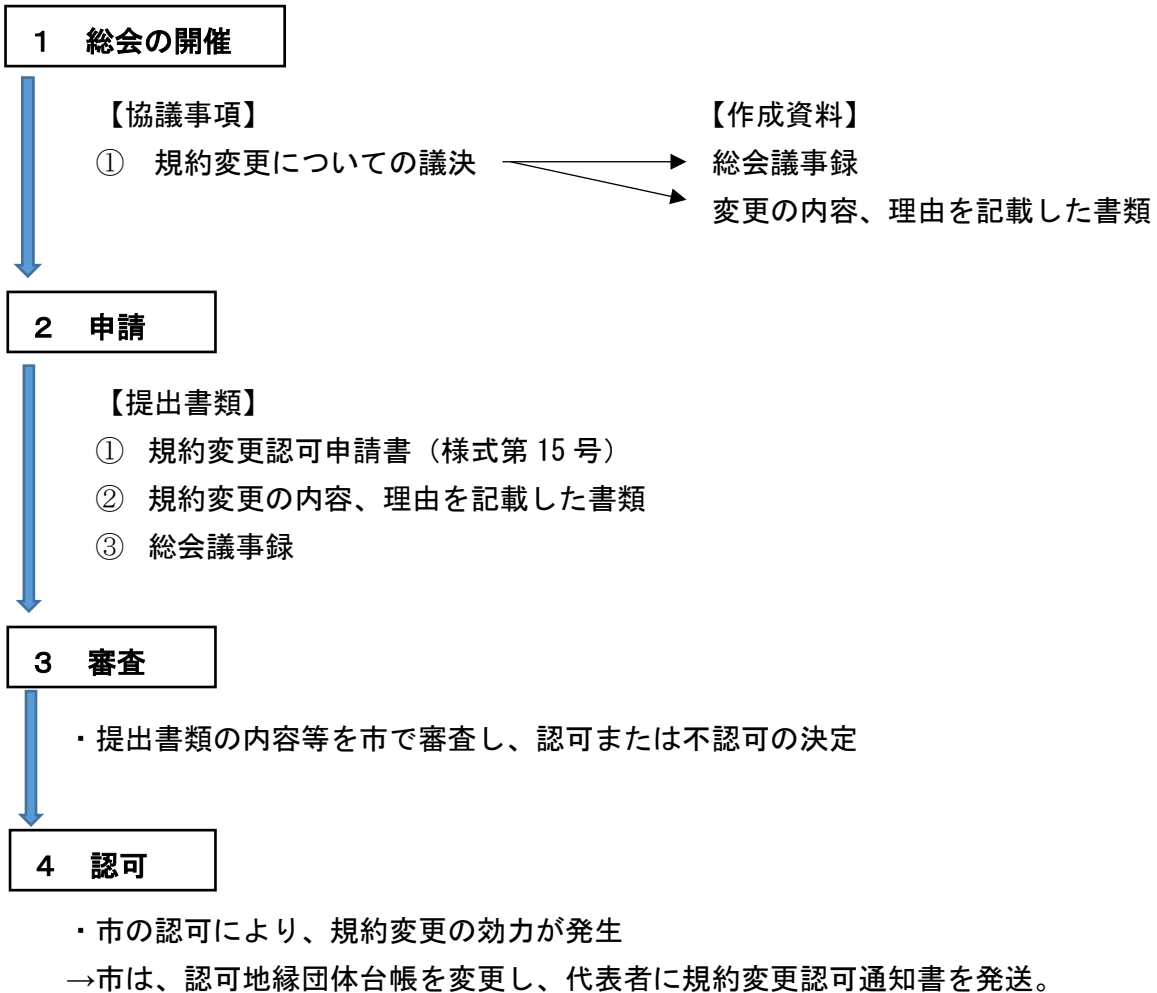 1 総会の開催
【協議事項】 【作成資料】
① 規約変更についての議決 総会議事録
変更の内容、理由を記載した書類
2 申請
【提出書類】
① 規約変更認可申請書（様式第 15 号）
② 規約変更の内容、理由を記載した書類
③ 総会議事録
3 審査
・提出書類の内容等を市で審査し、認可または不認可の決定
4 認可
・市の認可により、規約変更の効力が発生
→市は、認可地縁団体台帳を変更し、代表者に規約変更認可通知書を発送。